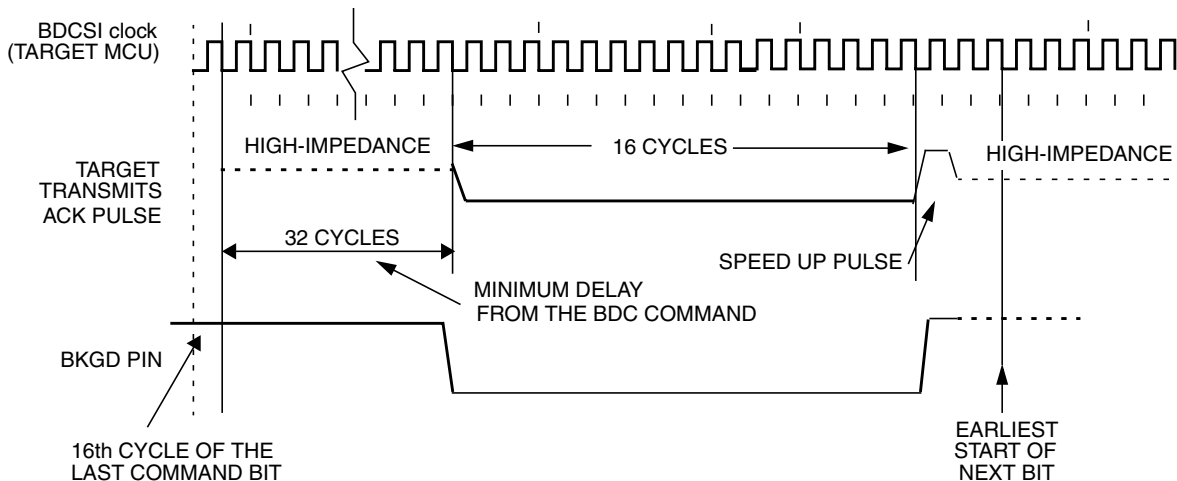 BDCSI clock
(TARGET MCU)
HIGH-IMPEDANCE
16 CYCLES
HIGH-IMPEDANCE
TARGET
TRANSMITS
ACK PULSE
32 CYCLES
SPEED UP PULSE
MINIMUM DELAY
FROM THE BDC COMMAND
BKGD PIN
16th CYCLE OF THE
LAST COMMAND BIT
EARLIEST
START OF
NEXT BIT